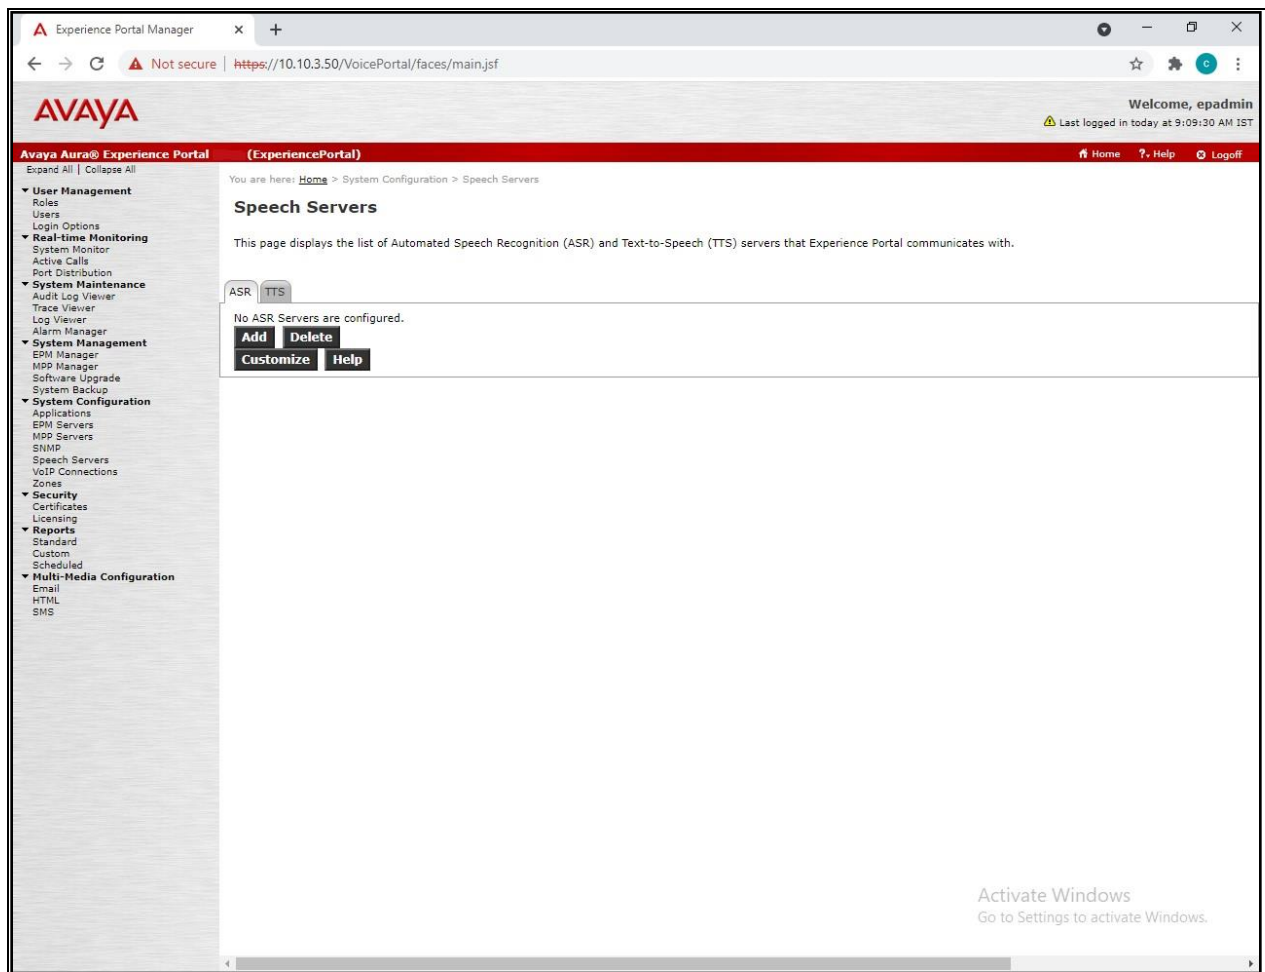 Experience Portal Manager
Not secure | https://10.10.3.50/VoicePortal/faces/main.jsf
C
AVAYA
Welcome, epadmin
Last logged in today at 9:09:30 AM IST
Avaya Aura® Experience Portal (ExperiencePortal) Home ?▾ Help Logoff
Expand All | Collapse All
▼ User Management
Roles
Users
Login Options
▼ Real-time Monitoring
System Monitor
Active Calls
Port Distribution
▼ System Maintenance
Audit Log Viewer
Trace Viewer
Log Viewer
Alarm Manager
▼ System Management
EPM Manager
MPP Manager
Software Upgrade
System Backup
▼ System Configuration
Applications
EPM Servers
MPP Servers
SNMP
Speech Servers
VoIP Connections
Zones
▼ Security
Certificates
Licensing
▼ Reports
Standard
Custom
Scheduled
▼ Multi-Media Configuration
Email
HTML
SMS
You are here: Home > System Configuration > Speech Servers
Speech Servers
This page displays the list of Automated Speech Recognition (ASR) and Text-to-Speech (TTS) servers that Experience Portal communicates with.
ASR TTS
No ASR Servers are configured.
Add Delete
Customize Help
Activate Windows
Go to Settings to activate Windows.